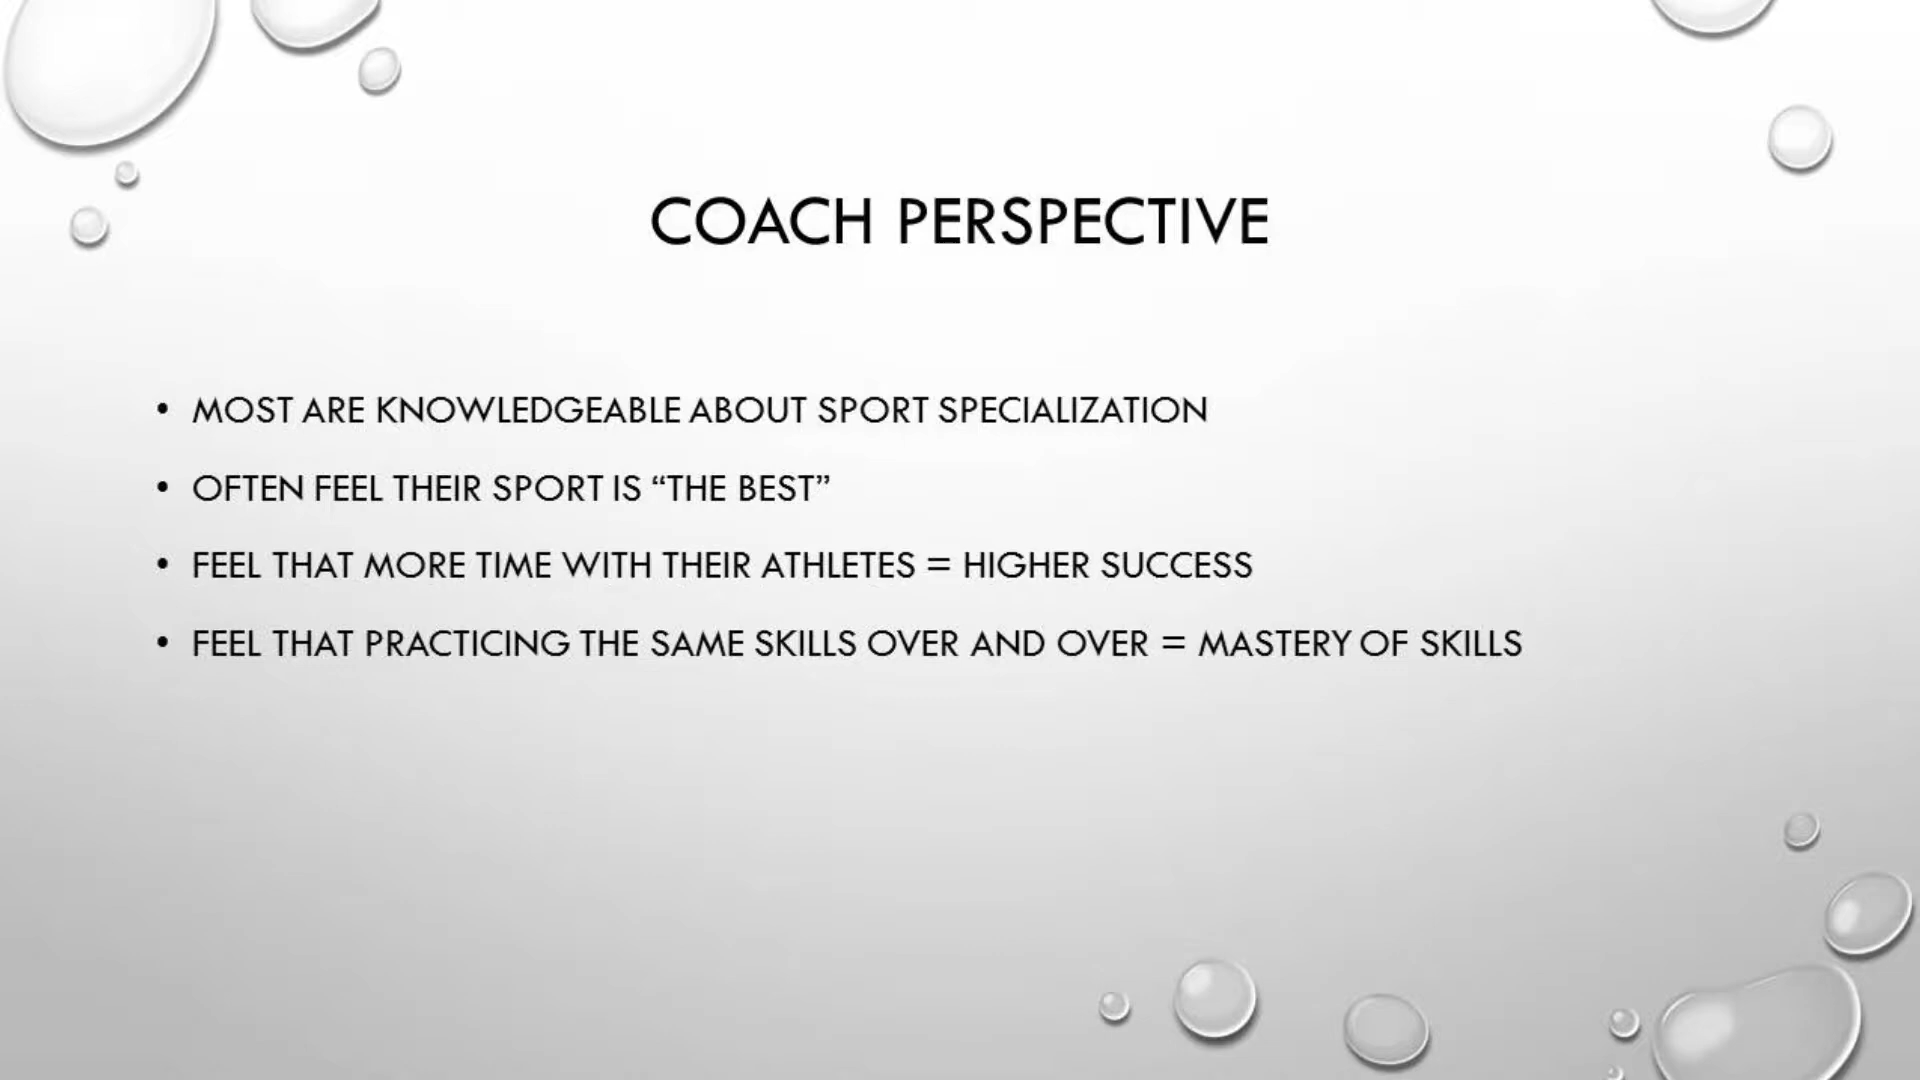 COACH PERSPECTIVE
• MOST ARE KNOWLEDGEABLE ABOUT SPORT SPECIALIZATION
• OFTEN FEEL THEIR SPORT IS “THE BEST”
• FEEL THAT MORE TIME WITH THEIR ATHLETES = HIGHER SUCCESS
• FEEL THAT PRACTICING THE SAME SKILLS OVER AND OVER = MASTERY OF SKILLS